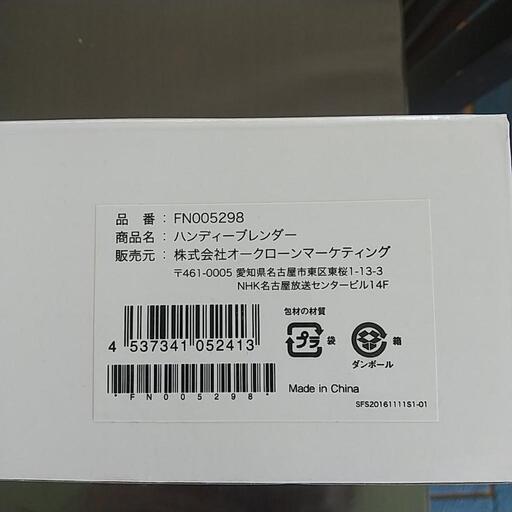 品 番：FN005298
商品名：ハンディーブレンダー
販売元：株式会社オークローンマーケティング
〒461-0005 愛知県名古屋市東区東桜1-13-3
NHK名古屋放送センタービル14F
包材の材質
プラ 袋
箱
ダンボール
4 537341 052413
*FN005298*
Made in China
SFS20161111S1-01